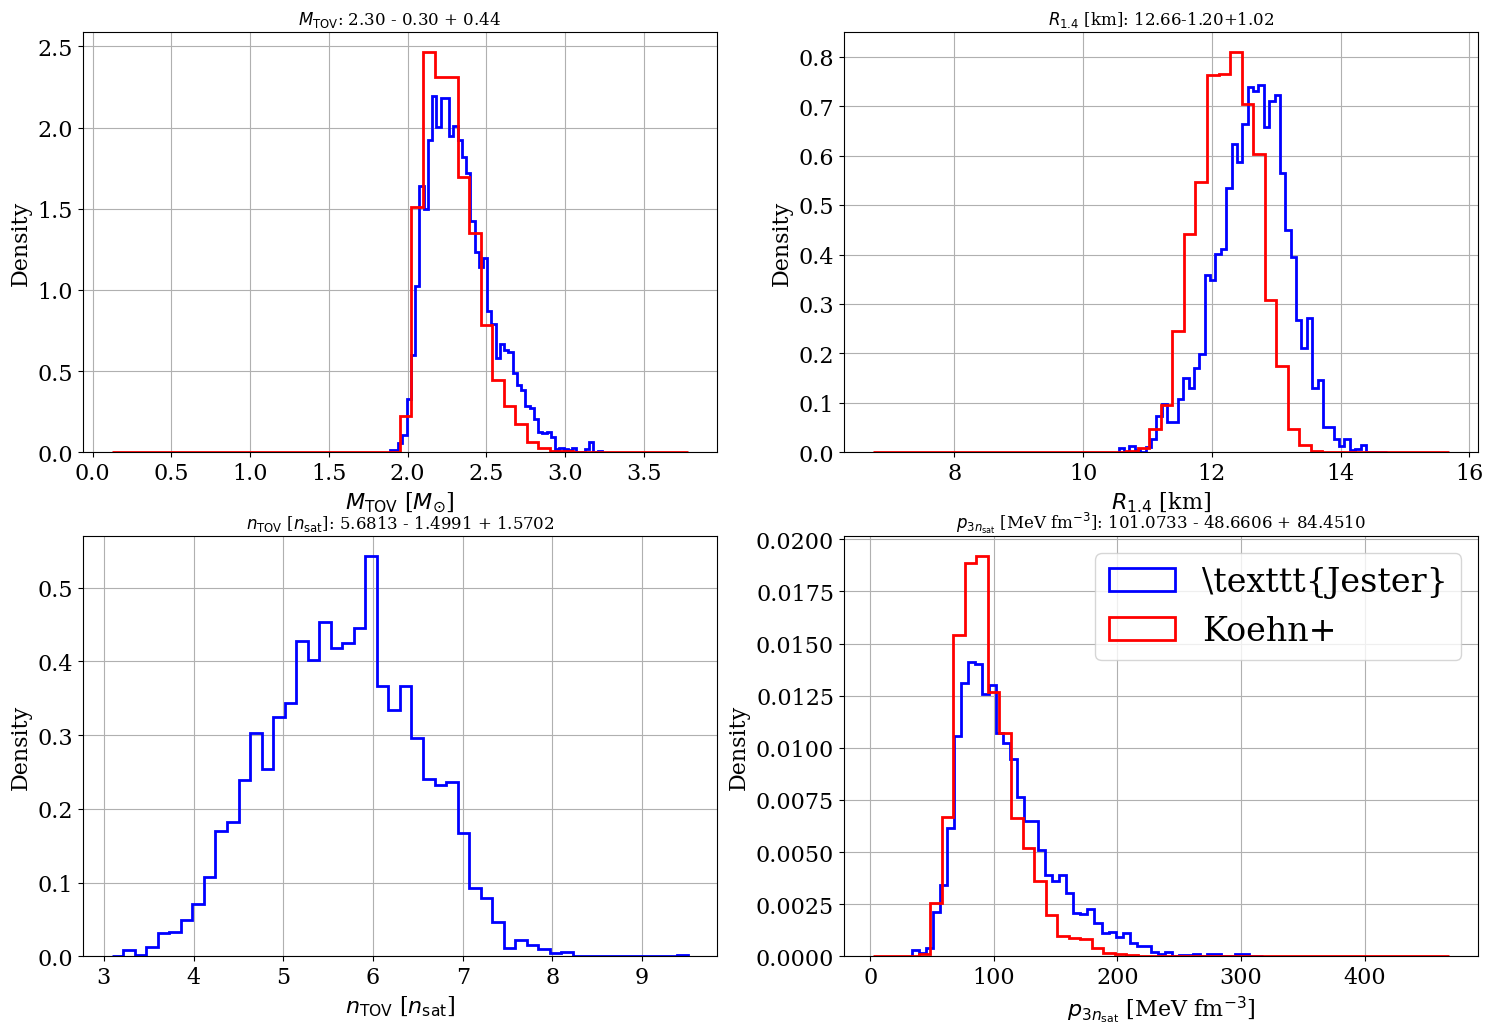 M_TOV: 2.30 - 0.30 + 0.44
2.5
2.0
1.5
1.0
0.5
0.0
Density
0.0 0.5 1.0 1.5 2.0 2.5 3.0 3.5
M_TOV [M_⊙]
R_1.4 [km]: 12.66-1.20+1.02
0.8
0.7
0.6
0.5
0.4
0.3
0.2
0.1
0.0
Density
8 10 12 14 16
R_1.4 [km]
n_TOV [n_sat]: 5.6813 - 1.4991 + 1.5702
0.5
0.4
0.3
0.2
0.1
0.0
Density
3 4 5 6 7 8 9
n_TOV [n_sat]
p_3n_sat [MeV fm⁻³]: 101.0733 - 48.6606 + 84.4510
0.0200
0.0175
0.0150
0.0125
0.0100
0.0075
0.0050
0.0025
0.0000
Density
\texttt{Jester}
Koehn+
0 100 200 300 400
p_3n_sat [MeV fm⁻³]